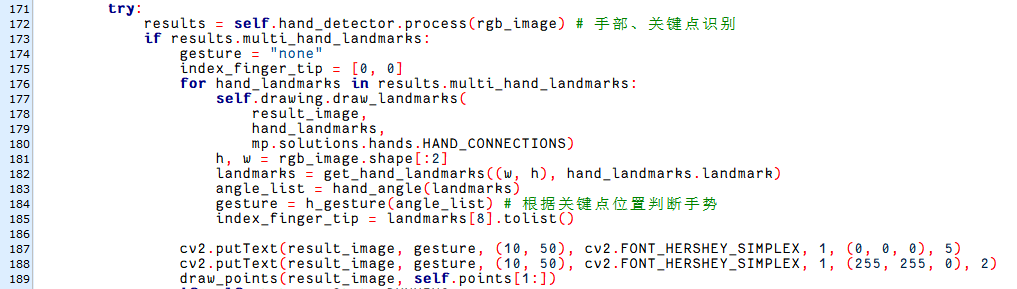 171 try:
172 results = self.hand_detector.process(rgb_image) # 手部、关键点识别
173 if results.multi_hand_landmarks:
174 gesture = "none"
175 index_finger_tip = [0, 0]
176 for hand_landmarks in results.multi_hand_landmarks:
177 self.drawing.draw_landmarks(
178 result_image,
179 hand_landmarks,
180 mp.solutions.hands.HAND_CONNECTIONS)
181 h, w = rgb_image.shape[:2]
182 landmarks = get_hand_landmarks((w, h), hand_landmarks.landmark)
183 angle_list = hand_angle(landmarks)
184 gesture = h_gesture(angle_list) # 根据关键点位置判断手势
185 index_finger_tip = landmarks[8].tolist()
186
187 cv2.putText(result_image, gesture, (10, 50), cv2.FONT_HERSHEY_SIMPLEX, 1, (0, 0, 0), 5)
188 cv2.putText(result_image, gesture, (10, 50), cv2.FONT_HERSHEY_SIMPLEX, 1, (255, 255, 0), 2)
189 draw_points(result_image, self.points[1:])